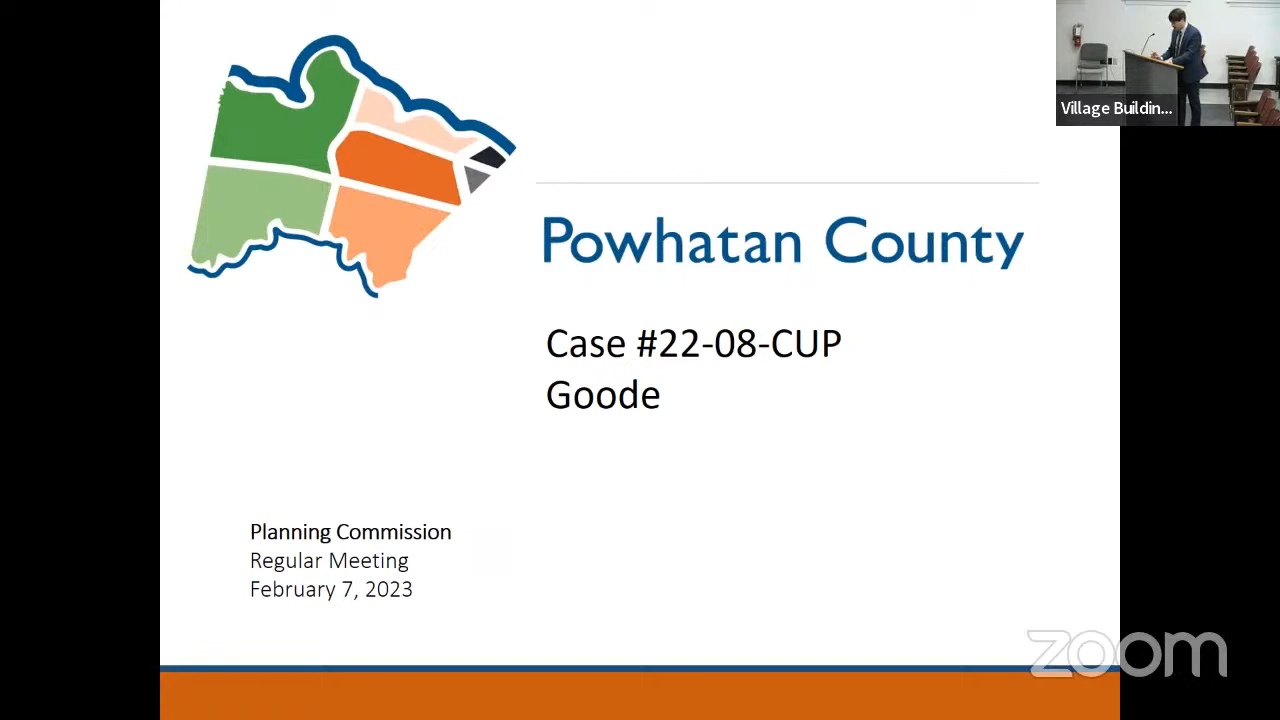 Village Buildin...
Powhatan County
Case #22-08-CUP
Goode
Planning Commission
Regular Meeting
February 7, 2023
zoom